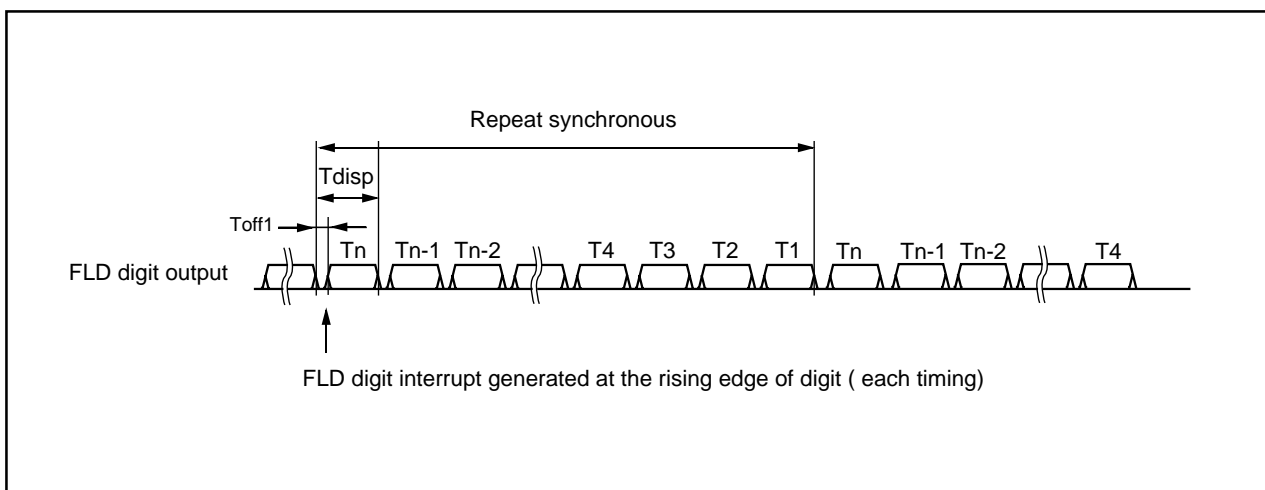 Repeat synchronous
Tdisp
Toff1
Tn Tn-1 Tn-2 T4 T3 T2 T1 Tn Tn-1 Tn-2 T4
FLD digit output
FLD digit interrupt generated at the rising edge of digit ( each timing)